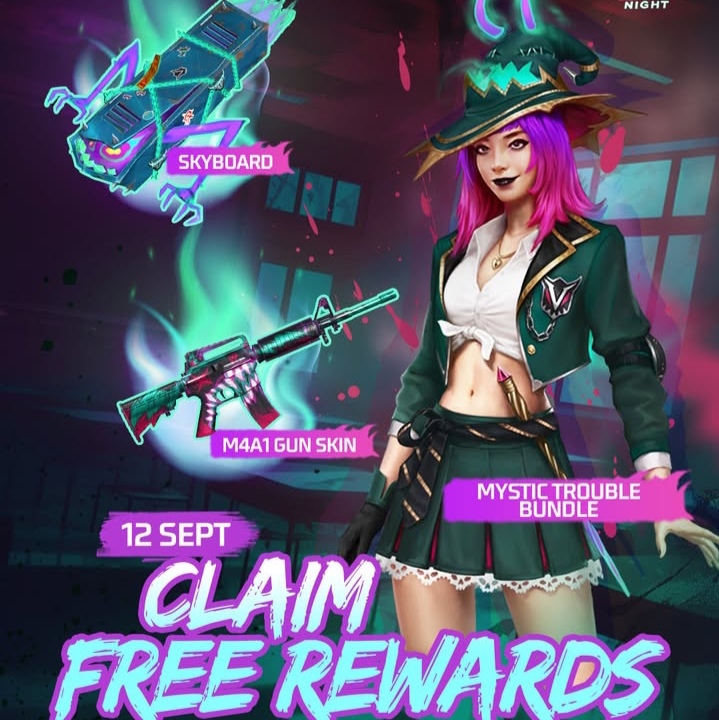 NIGHT
SKYBOARD
M4A1 GUN SKIN
MYSTIC TROUBLE
BUNDLE
12 SEPT
CLAIM
FREE REWARDS